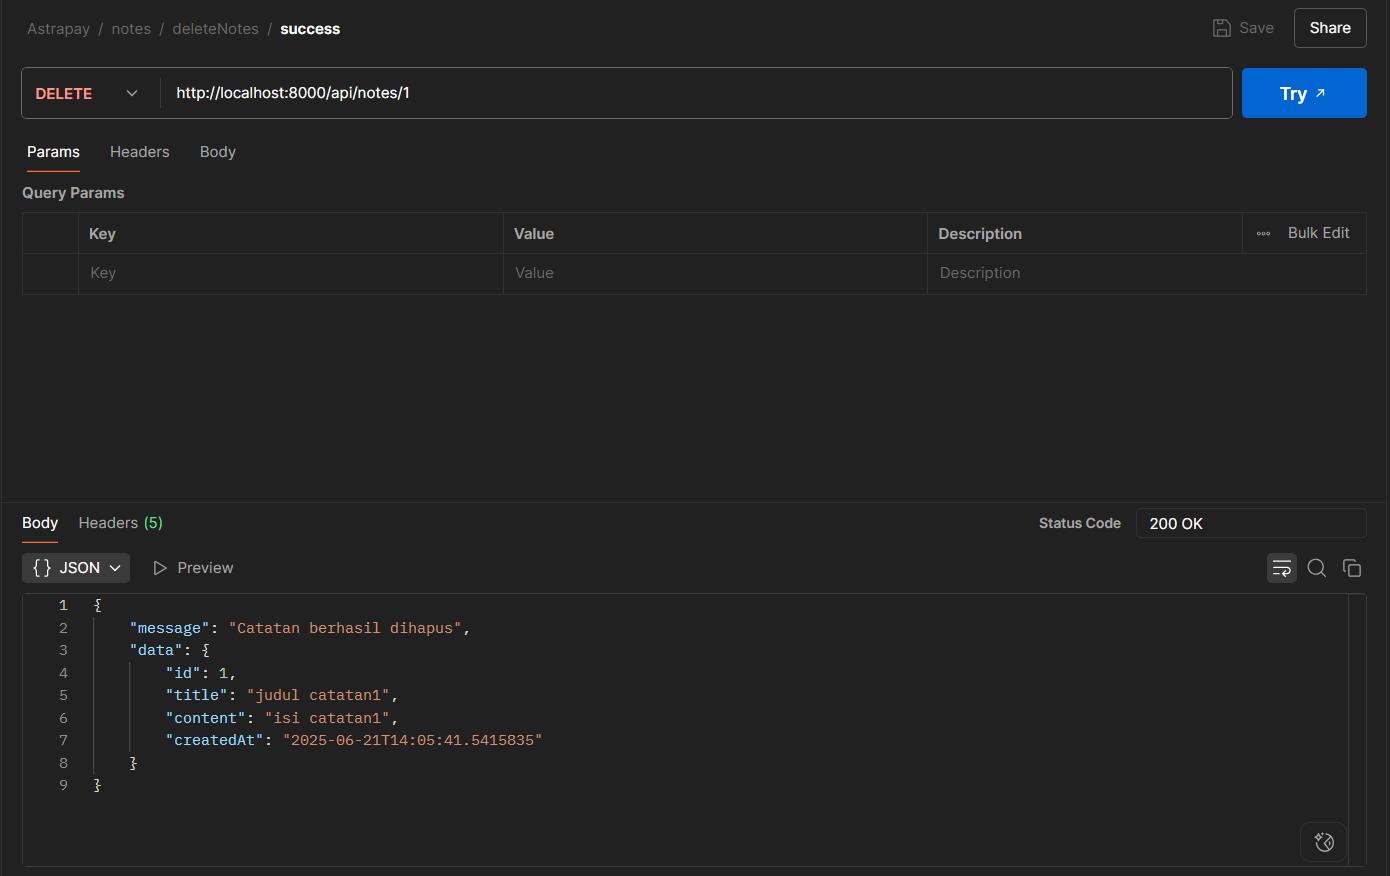 Astrapay / notes / deleteNotes / success
Save
Share
DELETE
http://localhost:8000/api/notes/1
Try
Params Headers Body
Query Params
Key Value Description Bulk Edit
Key Value Description
Body Headers (5)
Status Code 200 OK
{} JSON
Preview
1 {
2 "message": "Catatan berhasil dihapus",
3 "data": {
4 "id": 1,
5 "title": "judul catatan1",
6 "content": "isi catatan1",
7 "createdAt": "2025-06-21T14:05:41.5415835"
8 }
9 }